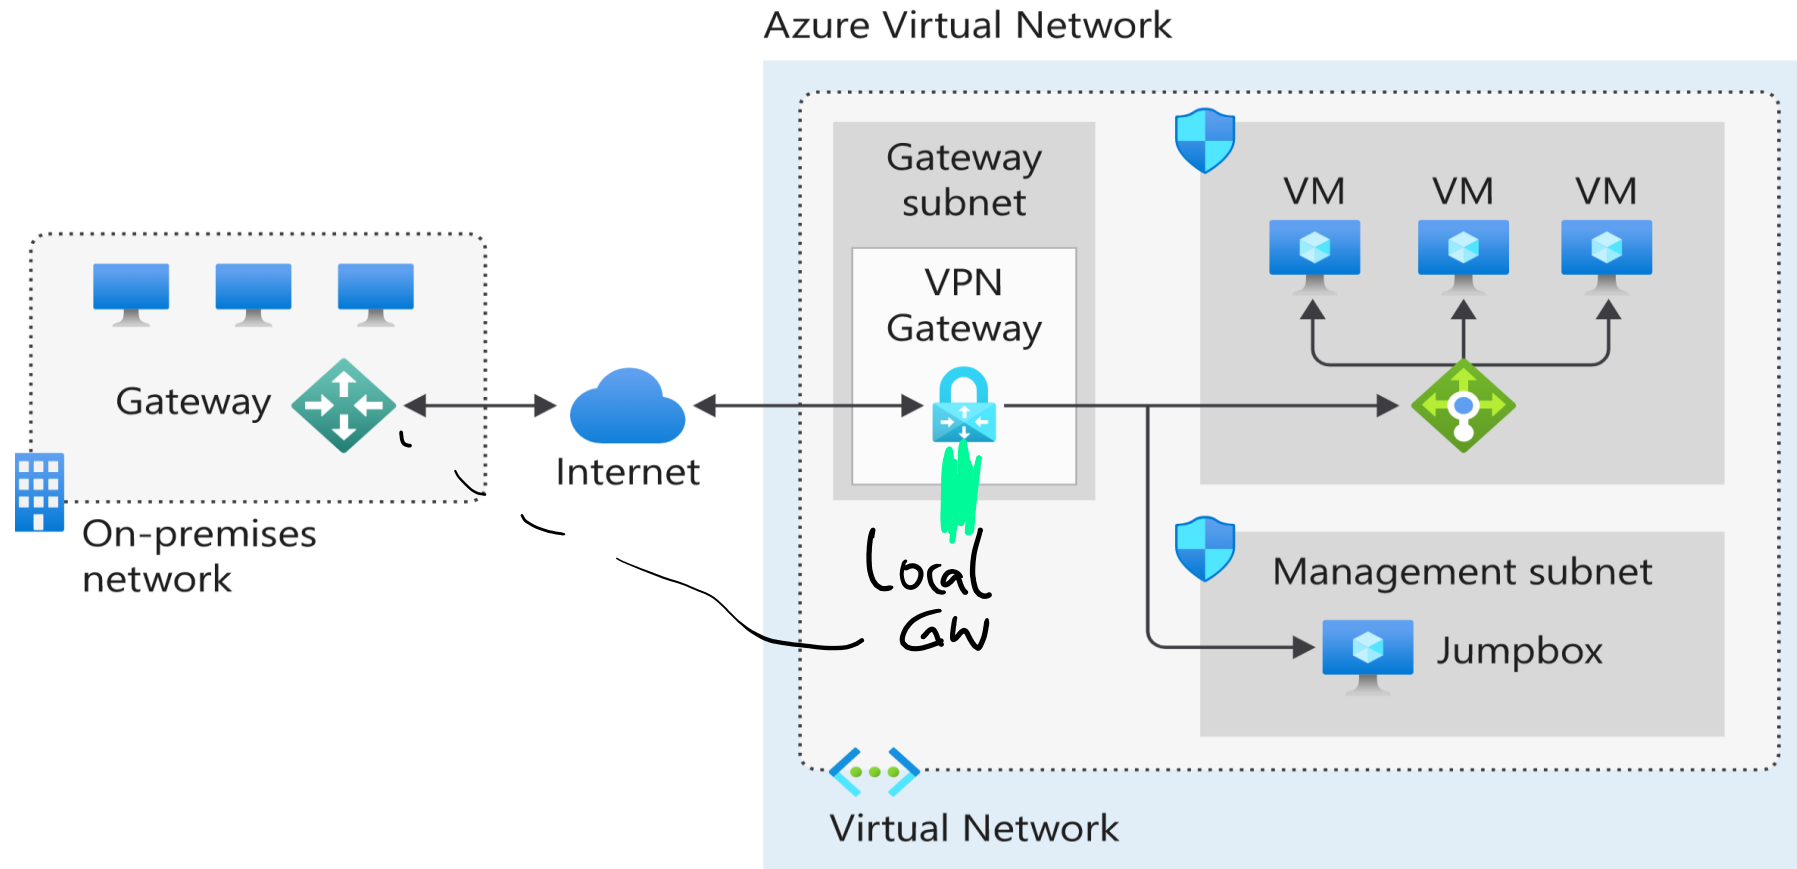 Azure Virtual Network
Gateway
subnet
VPN
Gateway
VM
VM
VM
Gateway
Internet
On-premises
network
Local
GW
Management subnet
Jumpbox
Virtual Network